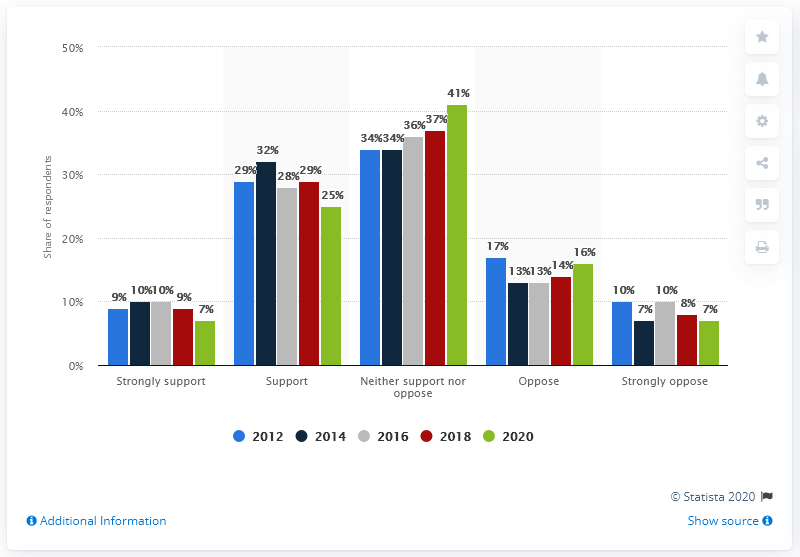 50%
40%
30%
20%
10%
0%
Share of respondents
9% 10% 10% 9% 7%
29% 32% 28% 29% 25%
34% 34% 36% 37% 41%
17% 13% 13% 14% 16%
10% 7% 10% 8% 7%
Strongly support
Support
Neither support nor
oppose
Oppose
Strongly oppose
2012 2014 2016 2018 2020
© Statista 2020
Additional Information
Show source